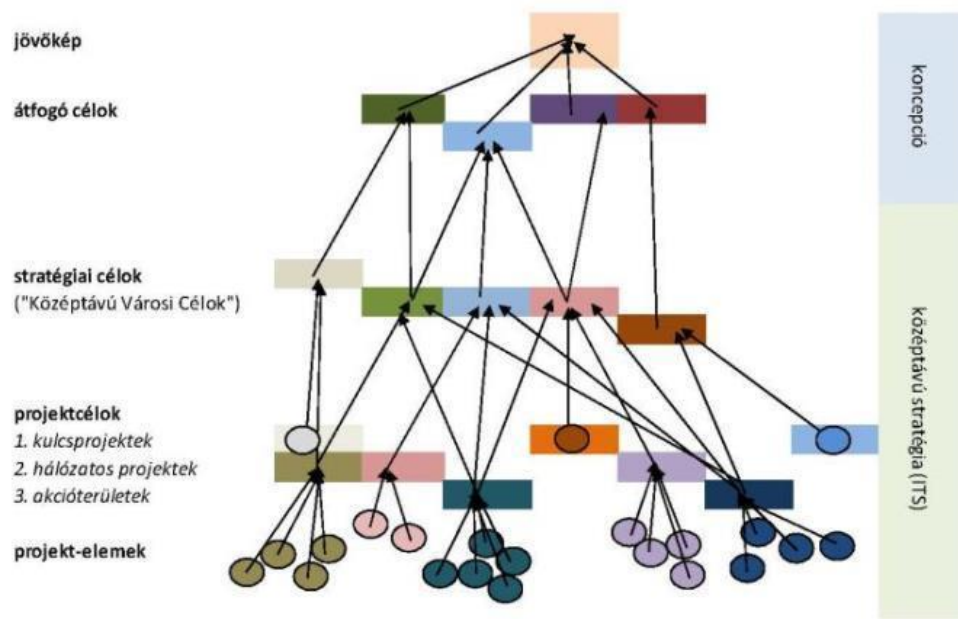 jövőkép
átfogó célok
stratégiai célok
("Középtávú Városi Célok")
projektcélok
1. kulcsprojektek
2. hálózatos projektek
3. akcióterületek
projekt-elemek
koncepció
középtávú stratégia (ITS)